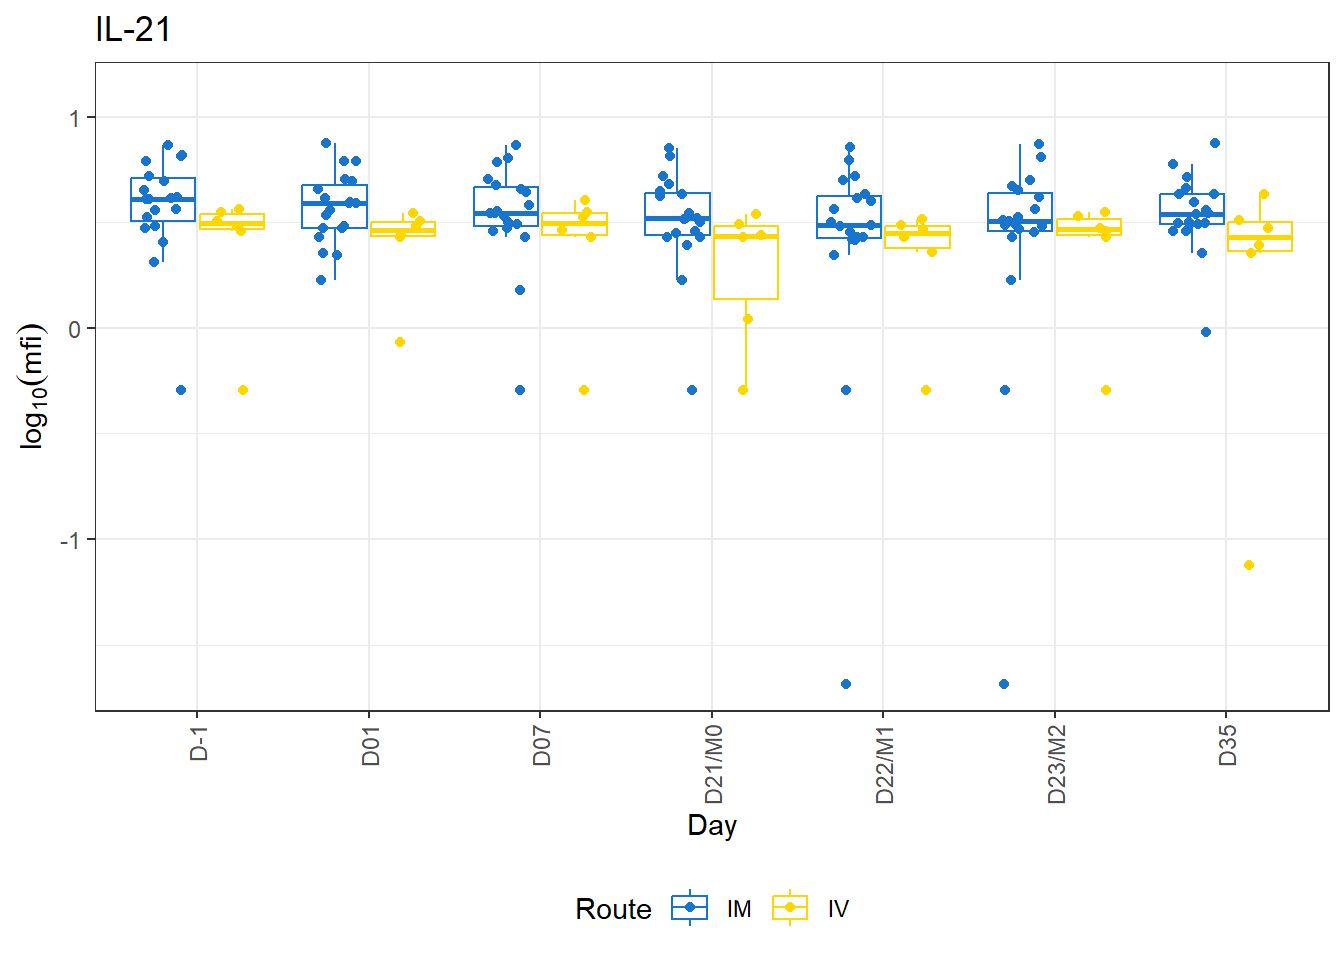 IL-21
1
0
-1
log10(mfi)
D-1
D01
D07
D21/M0
D22/M1
D23/M2
D35
Day
Route IM IV